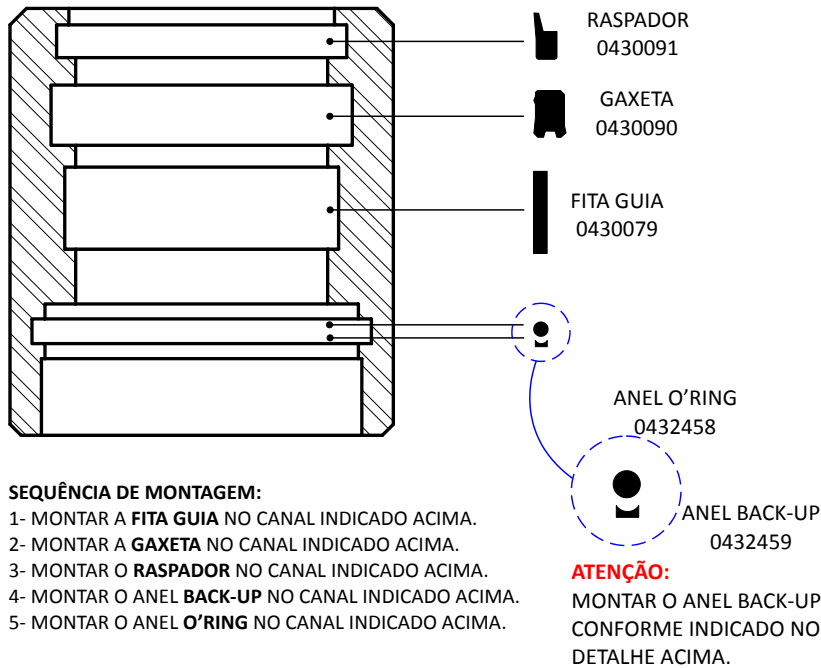 RASPADOR
0430091
GAXETA
0430090
FITA GUIA
0430079
ANEL O’RING
0432458
ANEL BACK-UP
0432459
SEQUÊNCIA DE MONTAGEM:
1- MONTAR A FITA GUIA NO CANAL INDICADO ACIMA.
2- MONTAR A GAXETA NO CANAL INDICADO ACIMA.
3- MONTAR O RASPADOR NO CANAL INDICADO ACIMA.
4- MONTAR O ANEL BACK-UP NO CANAL INDICADO ACIMA.
5- MONTAR O ANEL O’RING NO CANAL INDICADO ACIMA.
ATENÇÃO:
MONTAR O ANEL BACK-UP
CONFORME INDICADO NO
DETALHE ACIMA.